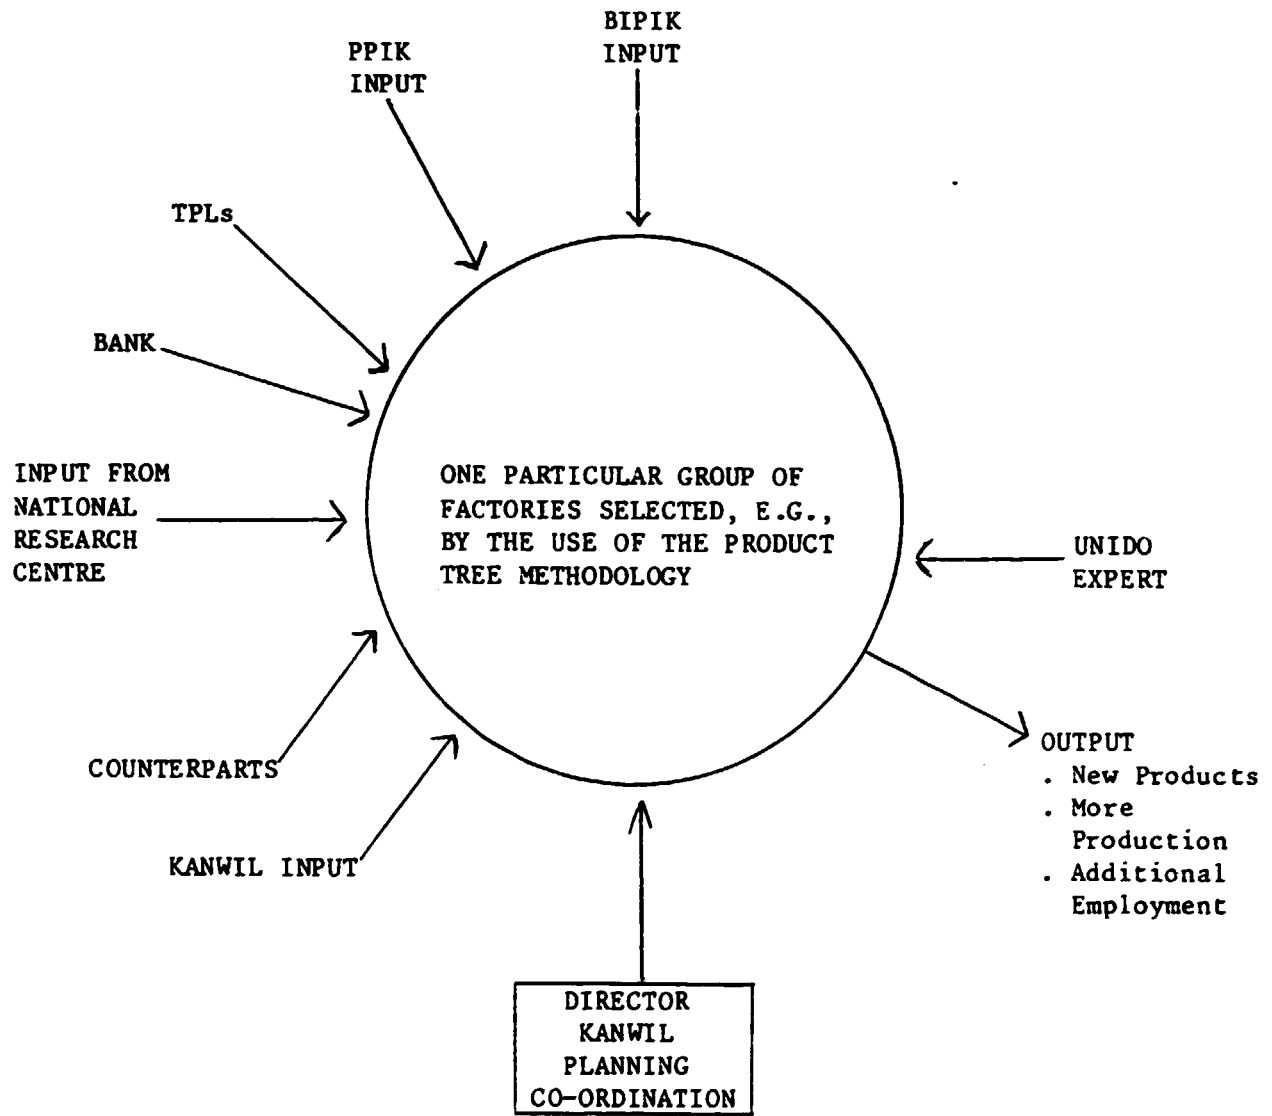 BIPIK
INPUT
PPIK
INPUT
TPLs
BANK
INPUT FROM
NATIONAL
RESEARCH
CENTRE
ONE PARTICULAR GROUP OF
FACTORIES SELECTED, E.G.,
BY THE USE OF THE PRODUCT
TREE METHODOLOGY
UNIDO
EXPERT
COUNTERPARTS
KANWIL INPUT
OUTPUT
. New Products
. More
Production
. Additional
Employment
DIRECTOR
KANWIL
PLANNING
CO-ORDINATION